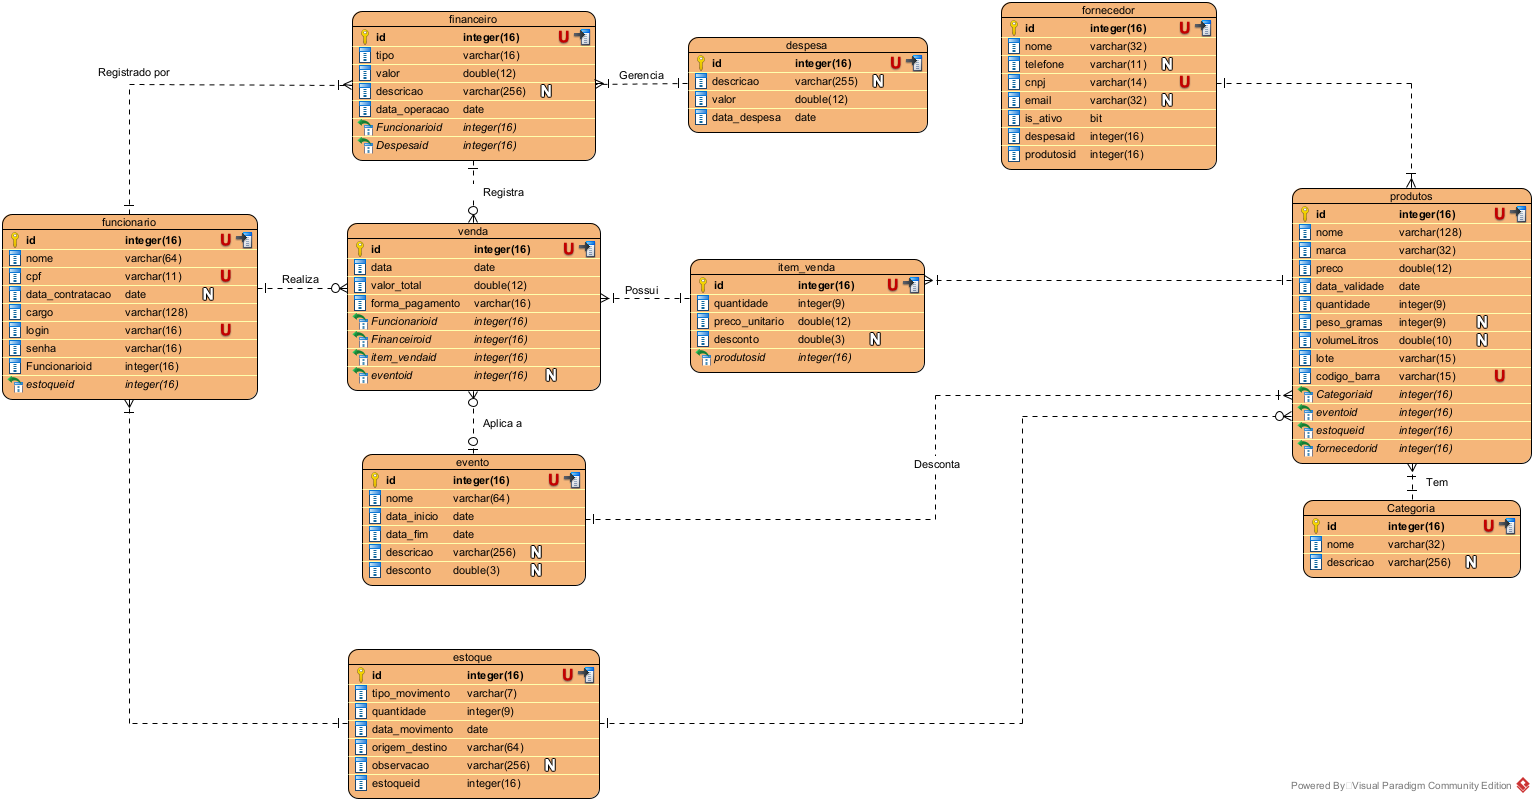 financeiro
id integer(16) U
tipo varchar(16)
valor double(12)
descricao varchar(256) N
data_operacao date
Funcionarioid integer(16)
Despesaid integer(16)
Registrado por
Gerencia
despesa
id integer(16) U
descricao varchar(255) N
valor double(12)
data_despesa date
fornecedor
id integer(16) U
nome varchar(32)
telefone varchar(11) N
cnpj varchar(14) U
email varchar(32) N
is_ativo bit
despesaid integer(16)
produtosid integer(16)
Registra
funcionario
id integer(16) U
nome varchar(64)
cpf varchar(11) U
data_contratacao date N
cargo varchar(128)
login varchar(16) U
senha varchar(16)
Funcionarioid integer(16)
estoqueid integer(16)
Realiza
venda
id integer(16) U
data date
valor_total double(12)
forma_pagamento varchar(16)
Funcionarioid integer(16)
Financeiroid integer(16)
item_vendaid integer(16)
eventoid integer(16) N
Possui
item_venda
id integer(16) U
quantidade integer(9)
preco_unitario double(12)
desconto double(3) N
produtosid integer(16)
produtos
id integer(16) U
nome varchar(128)
marca varchar(32)
preco double(12)
data_validade date
quantidade integer(9)
peso_gramas integer(9) N
volumeLitros double(10) N
lote varchar(15)
codigo_barra varchar(15) U
Categoriaid integer(16)
eventoid integer(16)
estoqueid integer(16)
fornecedorid integer(16)
Aplica a
Desconta
Tem
evento
id integer(16) U
nome varchar(64)
data_inicio date
data_fim date
descricao varchar(256) N
desconto double(3) N
Categoria
id integer(16) U
nome varchar(32)
descricao varchar(256) N
estoque
id integer(16) U
tipo_movimento varchar(7)
quantidade integer(9)
data_movimento date
origem_destino varchar(64)
observacao varchar(256) N
estoqueid integer(16)
Powered By Visual Paradigm Community Edition